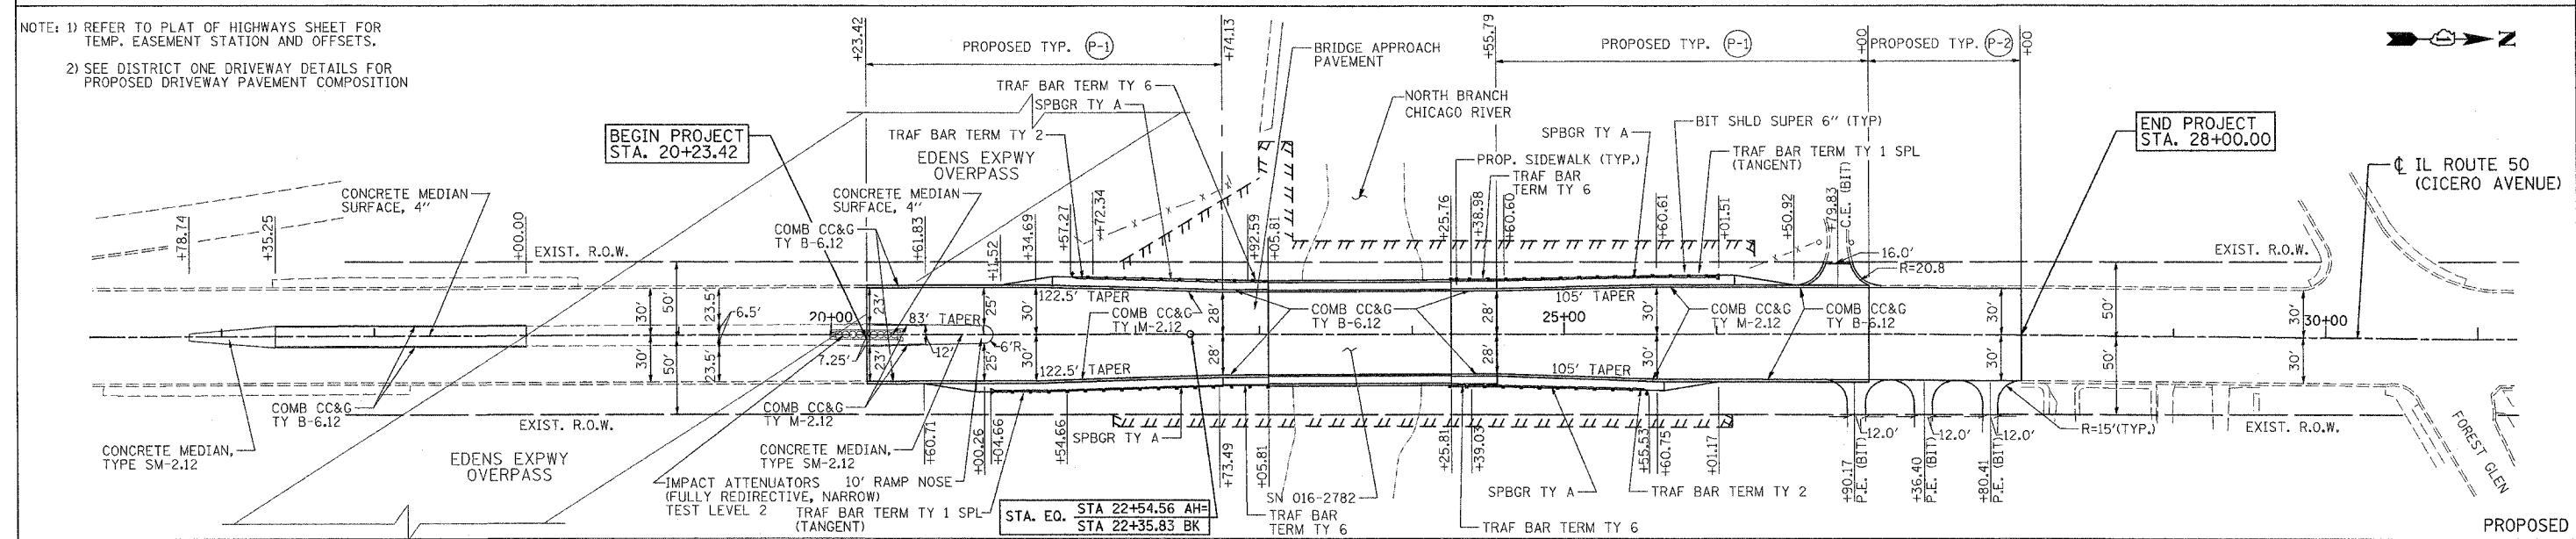 NOTE: 1) REFER TO PLAT OF HIGHWAYS SHEET FOR
TEMP. EASEMENT STATION AND OFFSETS.
2) SEE DISTRICT ONE DRIVEWAY DETAILS FOR
PROPOSED DRIVEWAY PAVEMENT COMPOSITION
+23.42
PROPOSED TYP. P-1
+74.13
BRIDGE APPROACH
PAVEMENT
+55.79
PROPOSED TYP. P-1
+00
PROPOSED TYP. P-2
+00
N
TRAF BAR TERM TY 6
SPBGR TY A
TRAF BAR TERM TY 2
NORTH BRANCH
CHICAGO RIVER
BEGIN PROJECT
STA. 20+23.42
EDENS EXPWY
OVERPASS
SPBGR TY A
BIT SHLD SUPER 6" (TYP)
PROP. SIDEWALK (TYP.)
TRAF BAR
TERM TY 6
TRAF BAR TERM TY 1 SPL
(TANGENT)
END PROJECT
STA. 28+00.00
℄ IL ROUTE 50
(CICERO AVENUE)
CONCRETE MEDIAN
SURFACE, 4"
CONCRETE MEDIAN
SURFACE, 4"
COMB CC&G
TY B-6.12
+78.74
+35.25
+00.00
+61.83
+11.52
+34.69
+57.27
+72.34
+92.59
+05.81
+25.76
+38.98
+60.60
+60.61
+01.51
+50.92
+79.83
C.E. (BIT)
16.0'
R=20.8
EXIST. R.O.W.
EXIST. R.O.W.
30'
50'
23.5'
6.5'
20+00
23'
83' TAPER
25'
30'
122.5' TAPER
COMB CC&G
TY M-2.12
28'
COMB CC&G
TY B-6.12
28'
105' TAPER
25+00
30'
COMB CC&G
TY M-2.12
COMB CC&G
TY B-6.12
30'
50'
30'
30+00
30'
50'
23.5'
7.25'
23'
12'
6'R.
25'
30'
122.5' TAPER
28'
28'
105' TAPER
30'
30'
50'
30'
COMB CC&G
TY B-6.12
EXIST. R.O.W.
COMB CC&G
TY M-2.12
CONCRETE MEDIAN,
TYPE SM-2.12
EDENS EXPWY
OVERPASS
CONCRETE MEDIAN,
TYPE SM-2.12
+60.71
+00.26
+04.66
+54.66
SPBGR TY A
+73.49
+05.81
+25.81
+39.03
+55.53
+60.75
+01.17
+90.17
P.E. (BIT)
12.0'
+36.40
P.E. (BIT)
12.0'
+80.41
P.E. (BIT)
12.0'
R=15'(TYP.)
EXIST. R.O.W.
FOREST GLEN
IMPACT ATTENUATORS
(FULLY REDIRECTIVE, NARROW)
TEST LEVEL 2
10' RAMP NOSE
TRAF BAR TERM TY 1 SPL
(TANGENT)
STA. EQ. STA 22+54.56 AH=
STA 22+35.83 BK
SN 016-2782
TRAF BAR
TERM TY 6
SPBGR TY A
TRAF BAR TERM TY 2
TRAF BAR TERM TY 6
PROPOSED